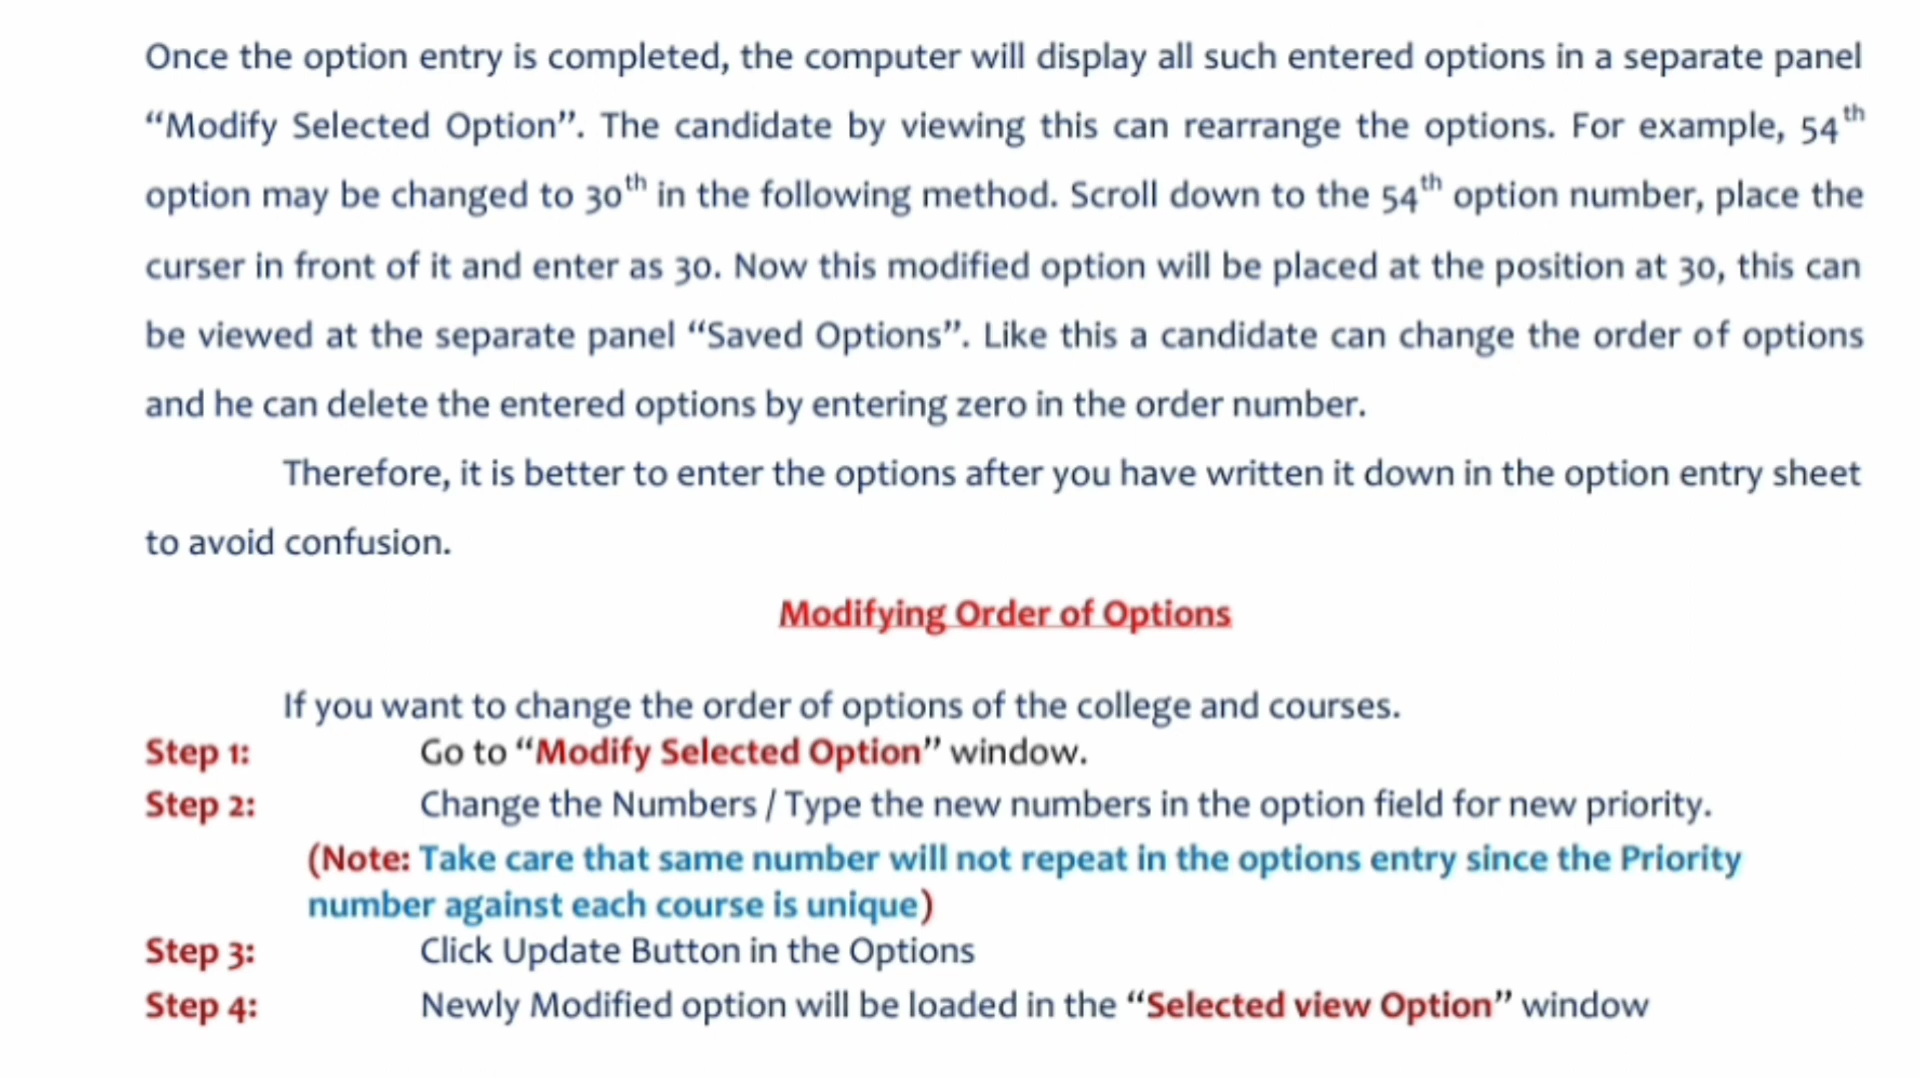 Once the option entry is completed, the computer will display all such entered options in a separate panel
“Modify Selected Option”. The candidate by viewing this can rearrange the options. For example, 54th
option may be changed to 30th in the following method. Scroll down to the 54th option number, place the
curser in front of it and enter as 30. Now this modified option will be placed at the position at 30, this can
be viewed at the separate panel “Saved Options”. Like this a candidate can change the order of options
and he can delete the entered options by entering zero in the order number.
Therefore, it is better to enter the options after you have written it down in the option entry sheet
to avoid confusion.
Modifying Order of Options
If you want to change the order of options of the college and courses.
Step 1: Go to “Modify Selected Option” window.
Step 2: Change the Numbers / Type the new numbers in the option field for new priority.
(Note: Take care that same number will not repeat in the options entry since the Priority
number against each course is unique)
Step 3: Click Update Button in the Options
Step 4: Newly Modified option will be loaded in the “Selected view Option” window